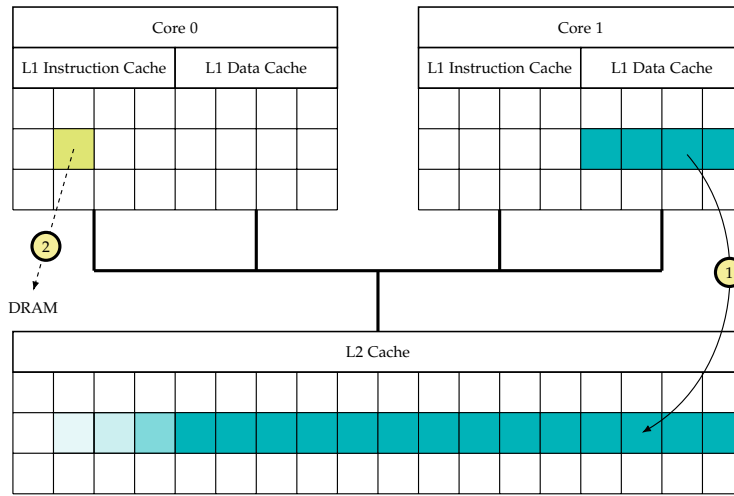 Core 0
Core 1
L1 Instruction Cache
L1 Data Cache
L1 Instruction Cache
L1 Data Cache
2
1
DRAM
L2 Cache